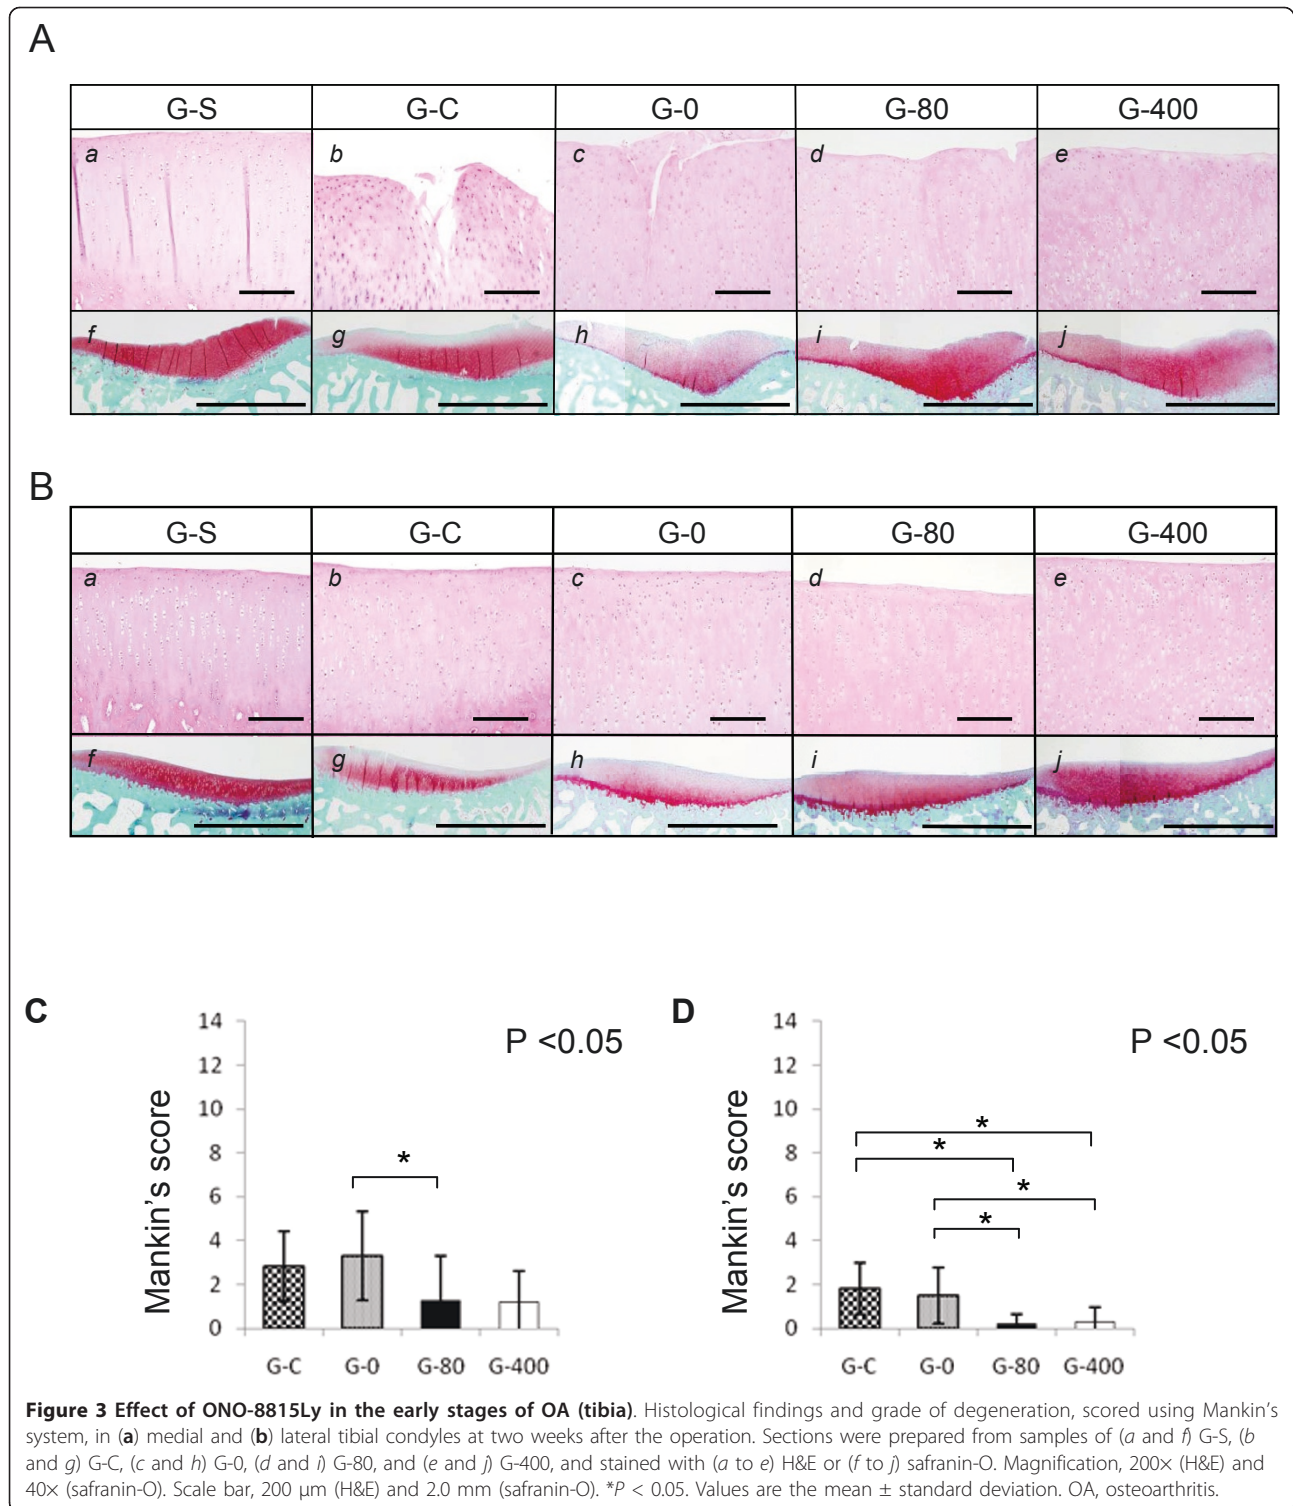 A
G-S G-C G-0 G-80 G-400
a b c d e
f g h i j
B
G-S G-C G-0 G-80 G-400
a b c d e
f g h i j
C
P <0.05
Mankin's score
14
12
10
8
6
4
2
0
*
G-C G-0 G-80 G-400
D
P <0.05
Mankin's score
14
12
10
8
6
4
2
0
*
*
*
*
G-C G-0 G-80 G-400
Figure 3 Effect of ONO-8815Ly in the early stages of OA (tibia). Histological findings and grade of degeneration, scored using Mankin's
system, in (a) medial and (b) lateral tibial condyles at two weeks after the operation. Sections were prepared from samples of (a and f) G-S, (b
and g) G-C, (c and h) G-0, (d and i) G-80, and (e and j) G-400, and stained with (a to e) H&E or (f to j) safranin-O. Magnification, 200× (H&E) and
40× (safranin-O). Scale bar, 200 μm (H&E) and 2.0 mm (safranin-O). *P < 0.05. Values are the mean ± standard deviation. OA, osteoarthritis.